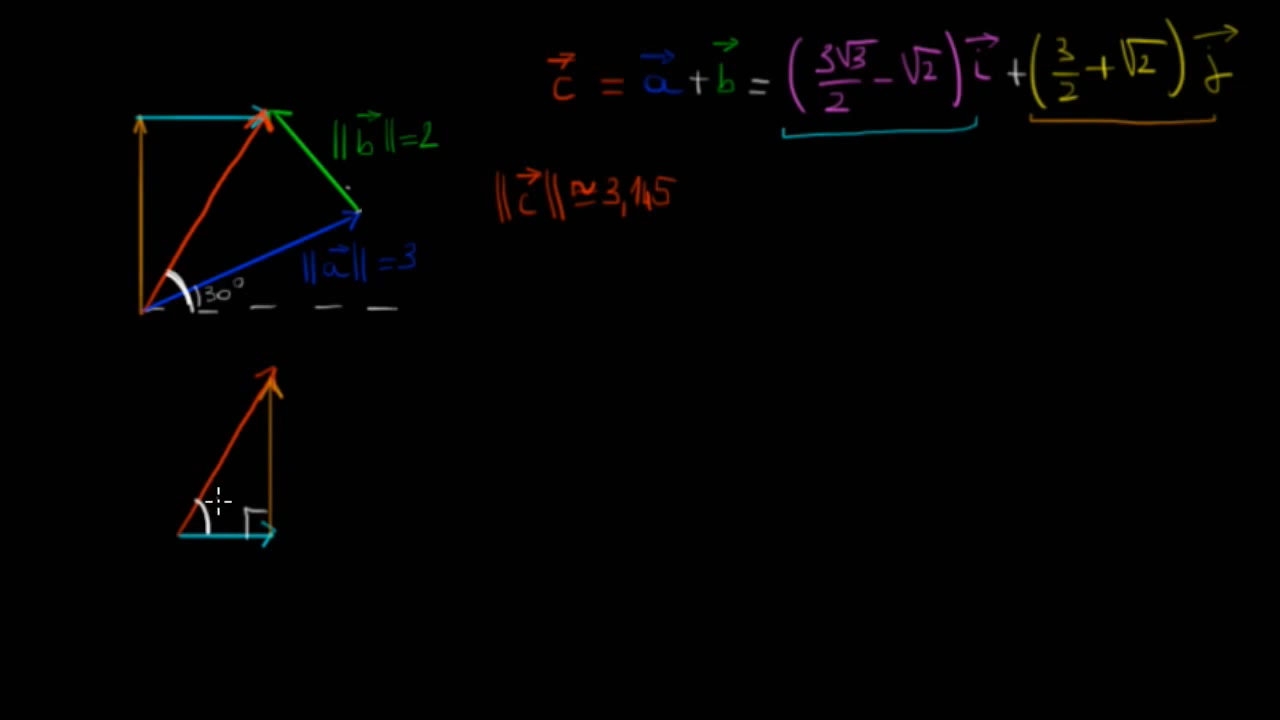 c⃗ = a⃗ + b⃗ = (3√3/2 − √2) i⃗ + (3/2 + √2) j⃗
||b⃗|| = 2
||c⃗|| ≅ 3,145
||a⃗|| = 3
30°